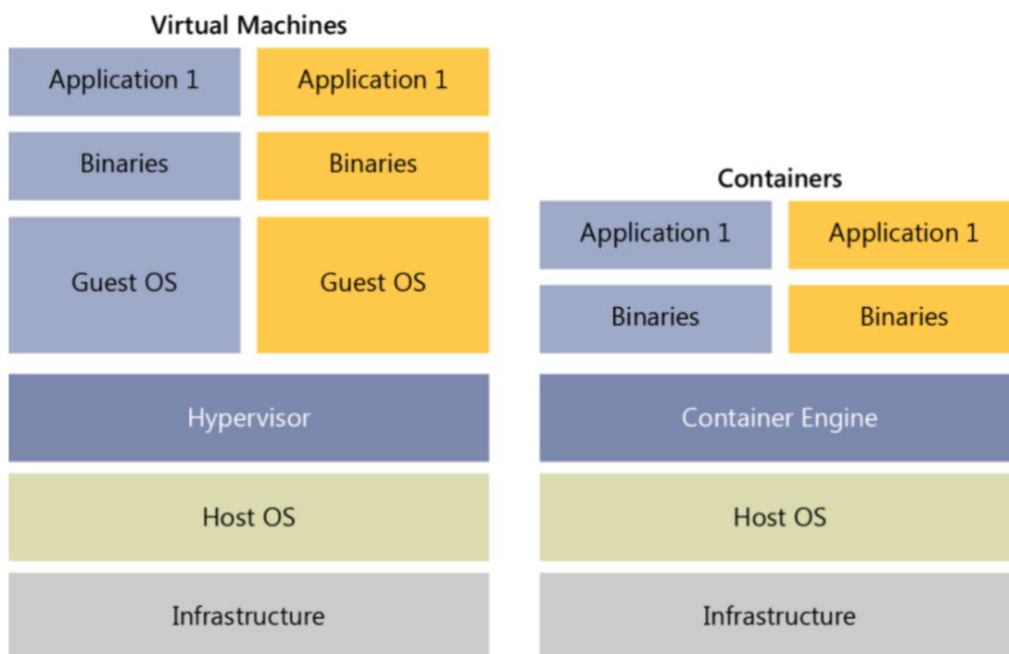 Virtual Machines
Application 1
Application 1
Binaries
Binaries
Guest OS
Guest OS
Hypervisor
Host OS
Infrastructure
Containers
Application 1
Application 1
Binaries
Binaries
Container Engine
Host OS
Infrastructure